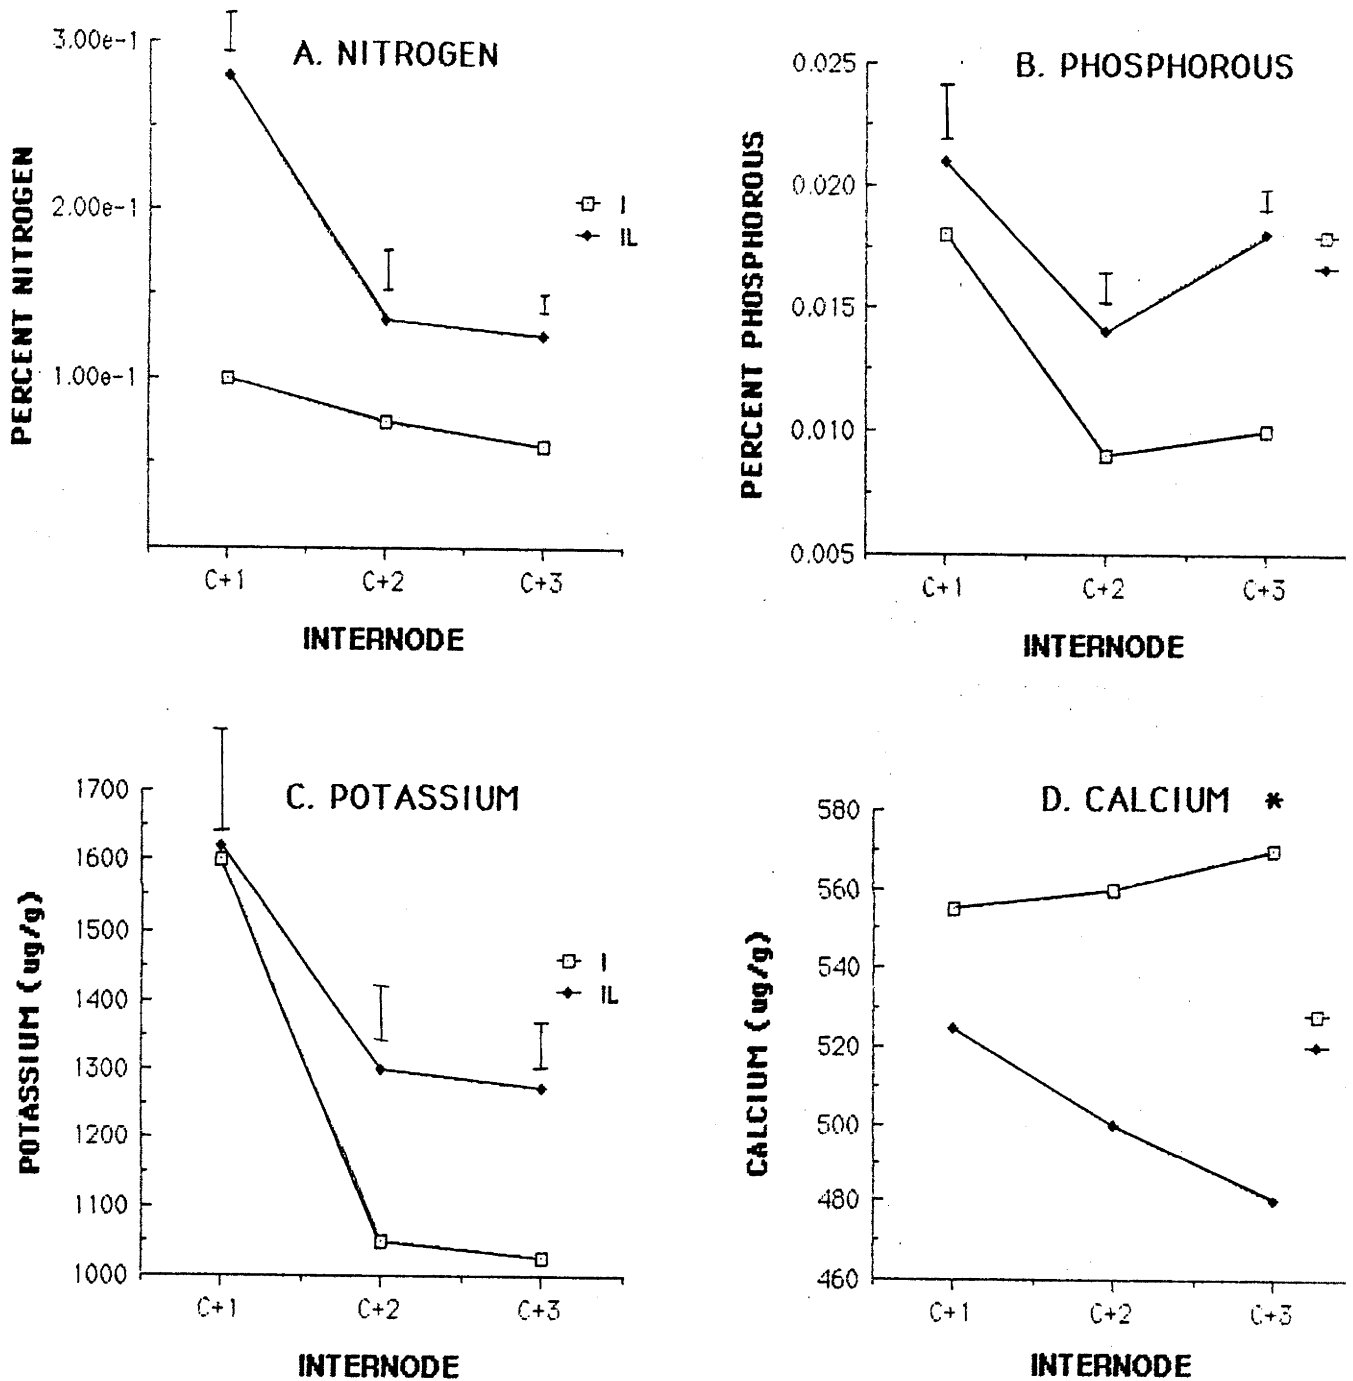 A. NITROGEN
3.00e-1
2.00e-1
1.00e-1
PERCENT NITROGEN
I
IL
C+1 C+2 C+3
INTERNODE
B. PHOSPHOROUS
0.025
0.020
0.015
0.010
0.005
PERCENT PHOSPHOROUS
C+1 C+2 C+3
INTERNODE
C. POTASSIUM
1700
1600
1500
1400
1300
1200
1100
1000
POTASSIUM (ug/g)
I
IL
C+1 C+2 C+3
INTERNODE
D. CALCIUM *
580
560
540
520
500
480
460
CALCIUM (ug/g)
C+1 C+2 C+3
INTERNODE